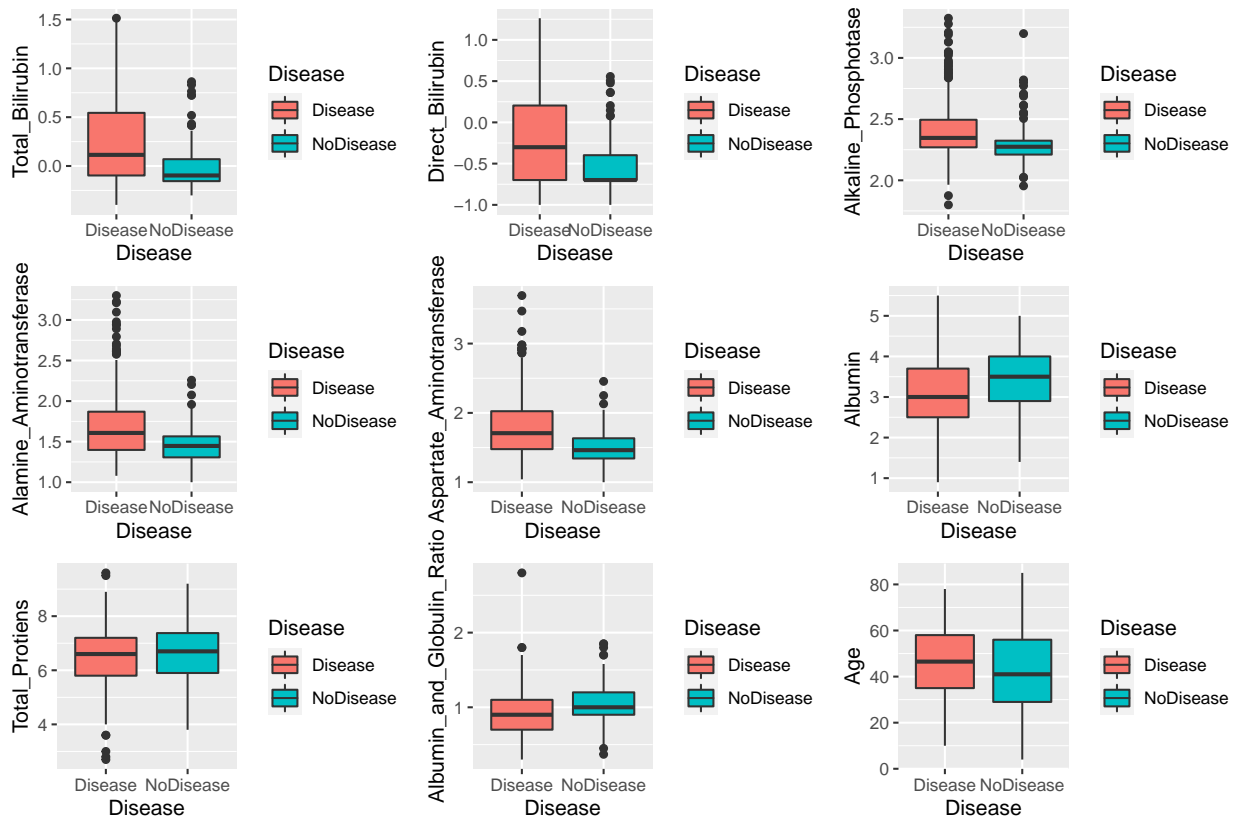 Total_Bilirubin
1.5
1.0
0.5
0.0
Disease NoDisease
Disease
Disease
Disease
NoDisease
Direct_Bilirubin
1.0
0.5
0.0
−0.5
−1.0
Disease NoDisease
Disease
Disease
Disease
NoDisease
Alkaline_Phosphotase
3.0
2.5
2.0
Disease NoDisease
Disease
Disease
Disease
NoDisease
Alamine_Aminotransferase
3.0
2.5
2.0
1.5
1.0
Disease NoDisease
Disease
Disease
Disease
NoDisease
Aspartate_Aminotransferase
3
2
1
Disease NoDisease
Disease
Disease
Disease
NoDisease
Albumin
5
4
3
2
1
Disease NoDisease
Disease
Disease
Disease
NoDisease
Total_Protiens
8
6
4
Disease NoDisease
Disease
Disease
Disease
NoDisease
Albumin_and_Globulin_Ratio
2
1
Disease NoDisease
Disease
Disease
Disease
NoDisease
Age
80
60
40
20
0
Disease NoDisease
Disease
Disease
Disease
NoDisease